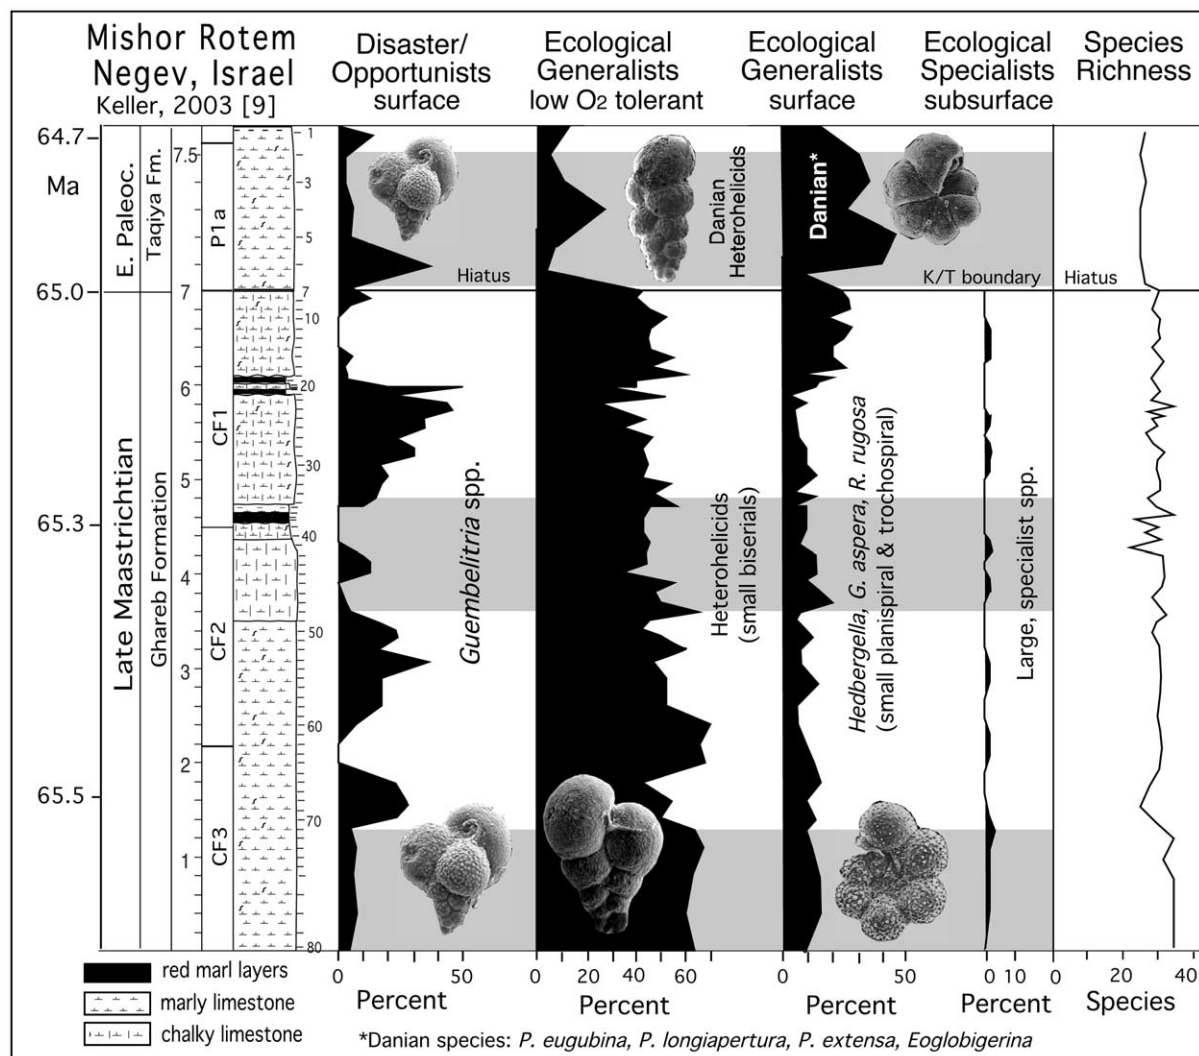 Mishor Rotem
Negev, Israel
Keller, 2003 [9]
Disaster/
Opportunists
surface
Ecological
Generalists
low O2 tolerant
Ecological
Generalists
surface
Ecological
Specialists
subsurface
Species
Richness
64.7
Ma
65.0
65.3
65.5
E. Paleoc.
Late Maastrichtian
Taqiya Fm.
Ghareb Formation
7.5
7
6
5
4
3
2
1
P1a
CF1
CF2
CF3
1
3
5
7
10
20
30
40
50
60
70
80
Hiatus
Guembelitria spp.
Danian
Heterohelicids
Heterohelicids
(small biserials)
Danian*
K/T boundary
Hedbergella, G. aspera, R. rugosa
(small planispiral & trochospiral)
Large, specialist spp.
Hiatus
0 50
Percent
0 20 40 60
Percent
0 50
Percent
0 10
Percent
0 20 40
Species
red marl layers
marly limestone
chalky limestone
*Danian species: P. eugubina, P. longiapertura, P. extensa, Eoglobigerina